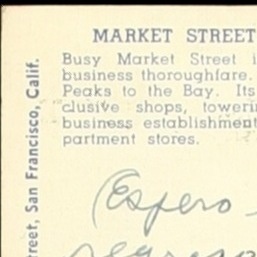 MARKET STREET
Busy Market Street i
business thoroughfare.
Peaks to the Bay. Its
clusive shops, toweri
business establishment
partment stores.
(Espero -
reet, San Francisco, Calif.